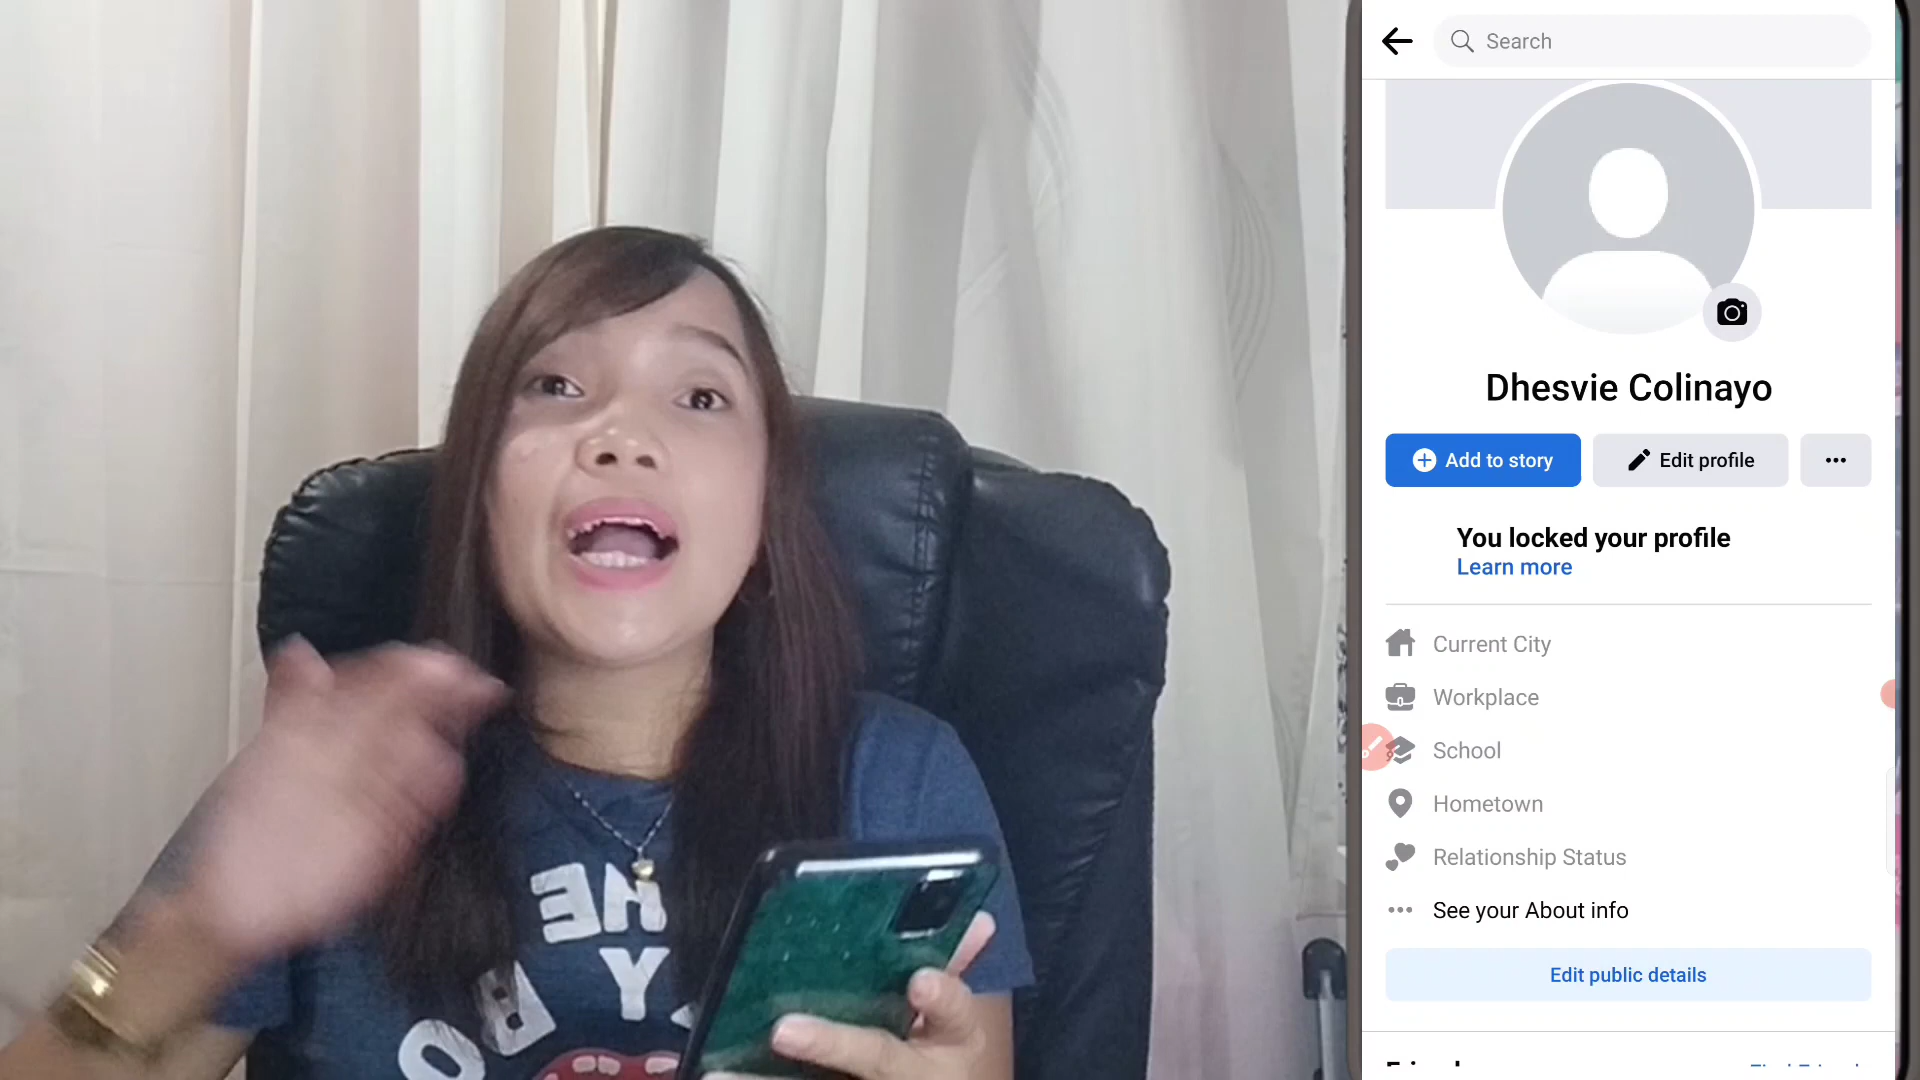 Search
Dhesvie Colinayo
Add to story
Edit profile
You locked your profile
Learn more
Current City
Workplace
School
Hometown
Relationship Status
See your About info
Edit public details